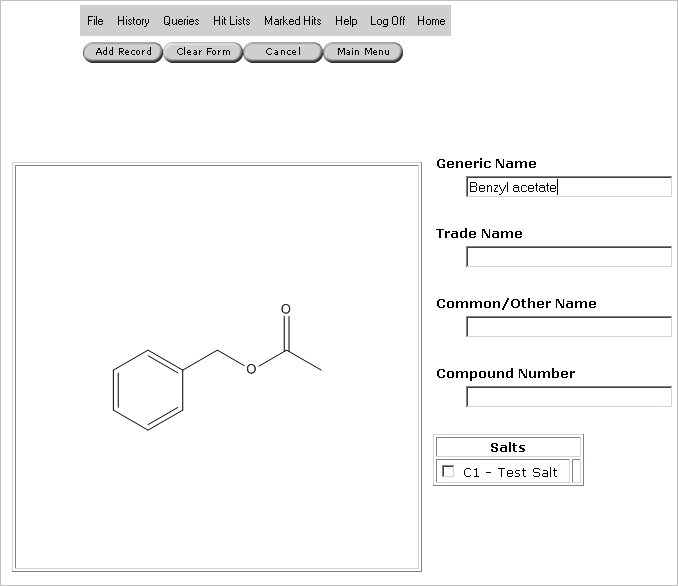 File History Queries Hit Lists Marked Hits Help Log Off Home
Add Record Clear Form Cancel Main Menu
Generic Name
Benzyl acetate
Trade Name
Common/Other Name
Compound Number
O
O
Salts
C1 - Test Salt